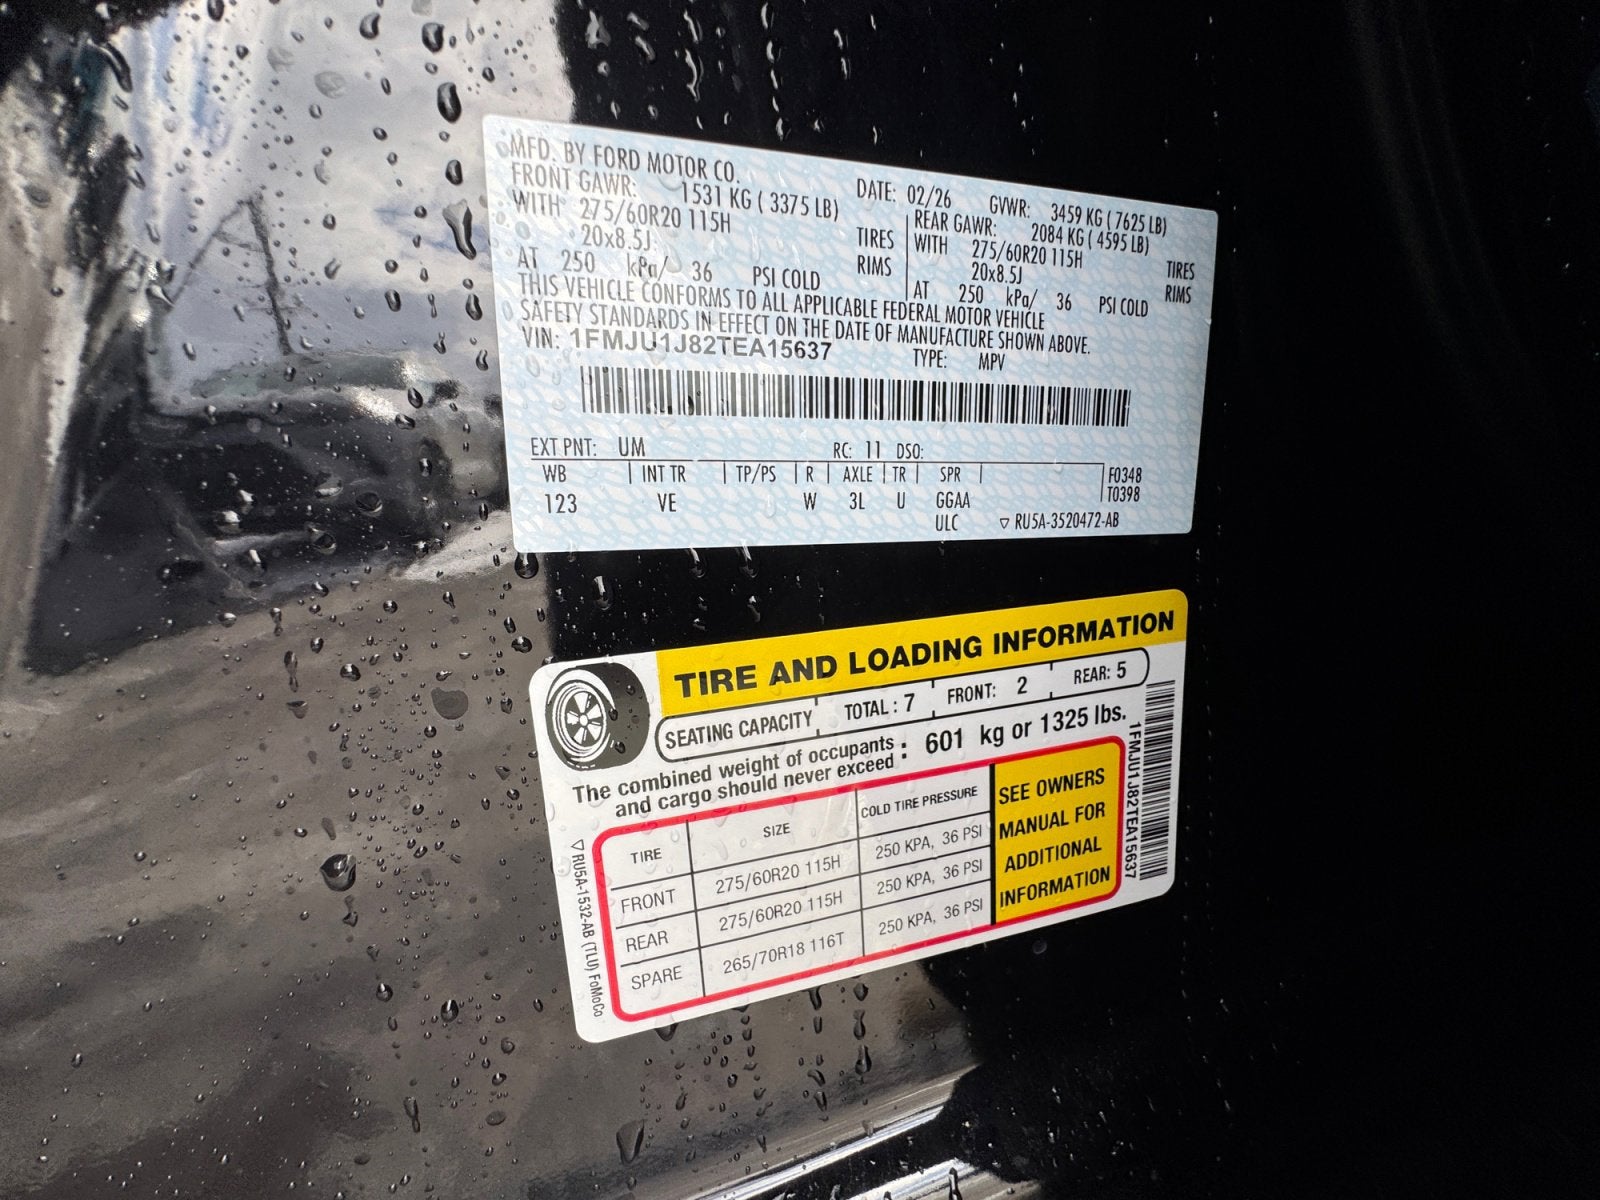 MFD. BY FORD MOTOR CO.
DATE: 02/26 GVWR: 3459 KG ( 7625 LB)
FRONT GAWR: 1531 KG ( 3375 LB) REAR GAWR: 2084 KG ( 4595 LB)
WITH 275/60R20 115H TIRES WITH 275/60R20 115H TIRES
20x8.5J RIMS 20x8.5J RIMS
AT 250 kPa/ 36 PSI COLD AT 250 kPa/ 36 PSI COLD
THIS VEHICLE CONFORMS TO ALL APPLICABLE FEDERAL MOTOR VEHICLE
SAFETY STANDARDS IN EFFECT ON THE DATE OF MANUFACTURE SHOWN ABOVE.
VIN: 1FMJU1J82TEA15637 TYPE: MPV
EXT PNT: UM RC: 11 DSO:
WB INT TR TP/PS R AXLE TR SPR F0348
123 VE W 3L U GGAA T0398
ULC RU5A-3520472-AB
TIRE AND LOADING INFORMATION
SEATING CAPACITY TOTAL : 7 FRONT: 2 REAR: 5
The combined weight of occupants
and cargo should never exceed : 601 kg or 1325 lbs.
TIRE SIZE COLD TIRE PRESSURE
FRONT 275/60R20 115H 250 KPA, 36 PSI
REAR 275/60R20 115H 250 KPA, 36 PSI
SPARE 265/70R18 116T 250 KPA, 36 PSI
SEE OWNERS
MANUAL FOR
ADDITIONAL
INFORMATION
1FMJU1J82TEA15637
RU5A-1532-AB (TLU) FoMoCo